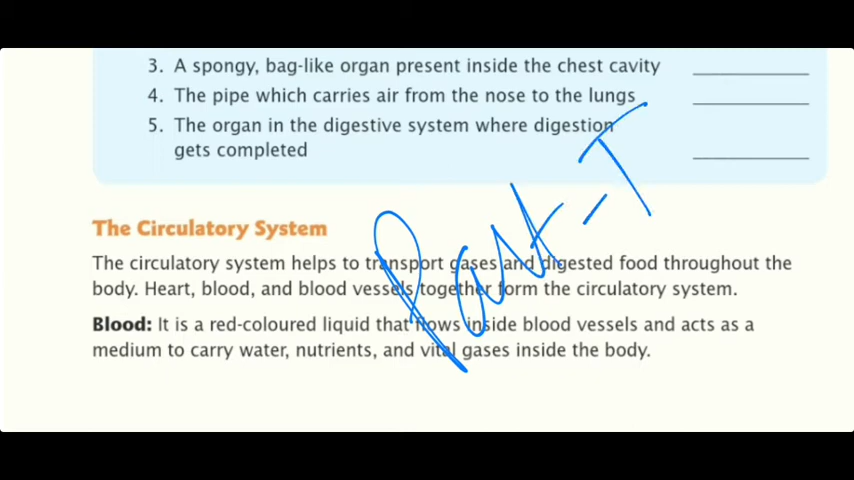 3. A spongy, bag-like organ present inside the chest cavity
4. The pipe which carries air from the nose to the lungs
5. The organ in the digestive system where digestion
gets completed
Part-I
The Circulatory System
The circulatory system helps to transport gases and digested food throughout the
body. Heart, blood, and blood vessels together form the circulatory system.
Blood: It is a red-coloured liquid that flows inside blood vessels and acts as a
medium to carry water, nutrients, and vital gases inside the body.